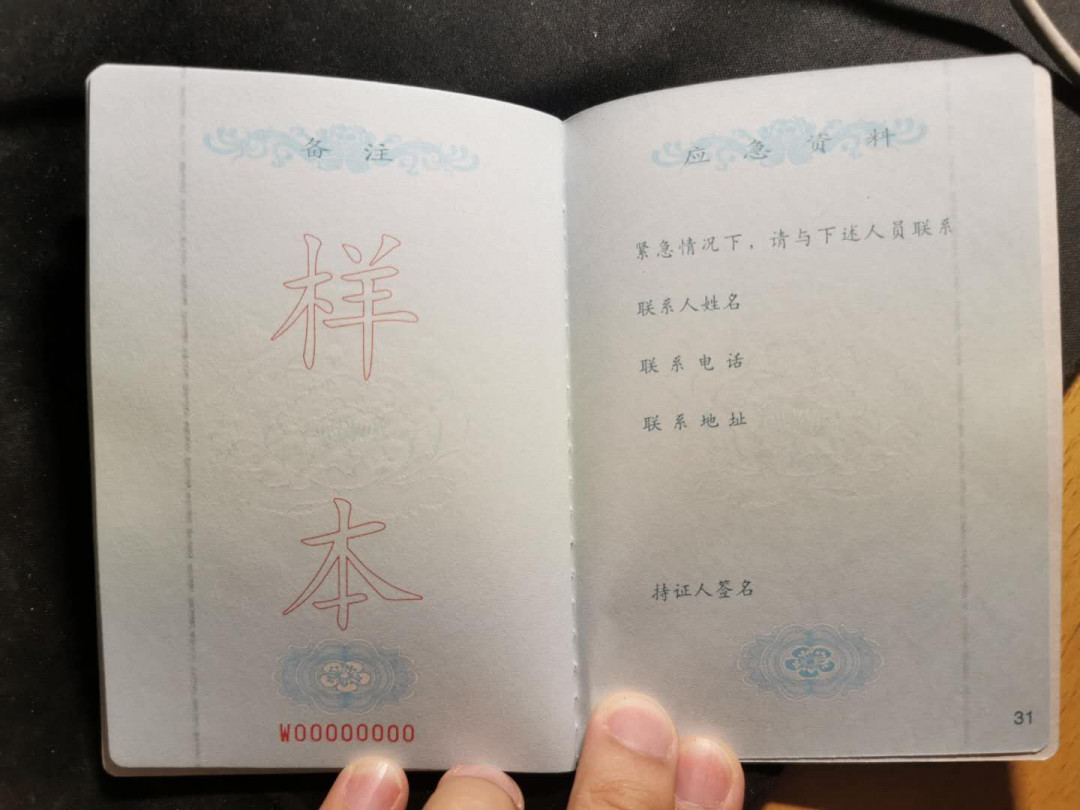 备注
样
本
W00000000
应急资料
紧急情况下，请与下述人员联系
联系人姓名
联系电话
联系地址
持证人签名
31